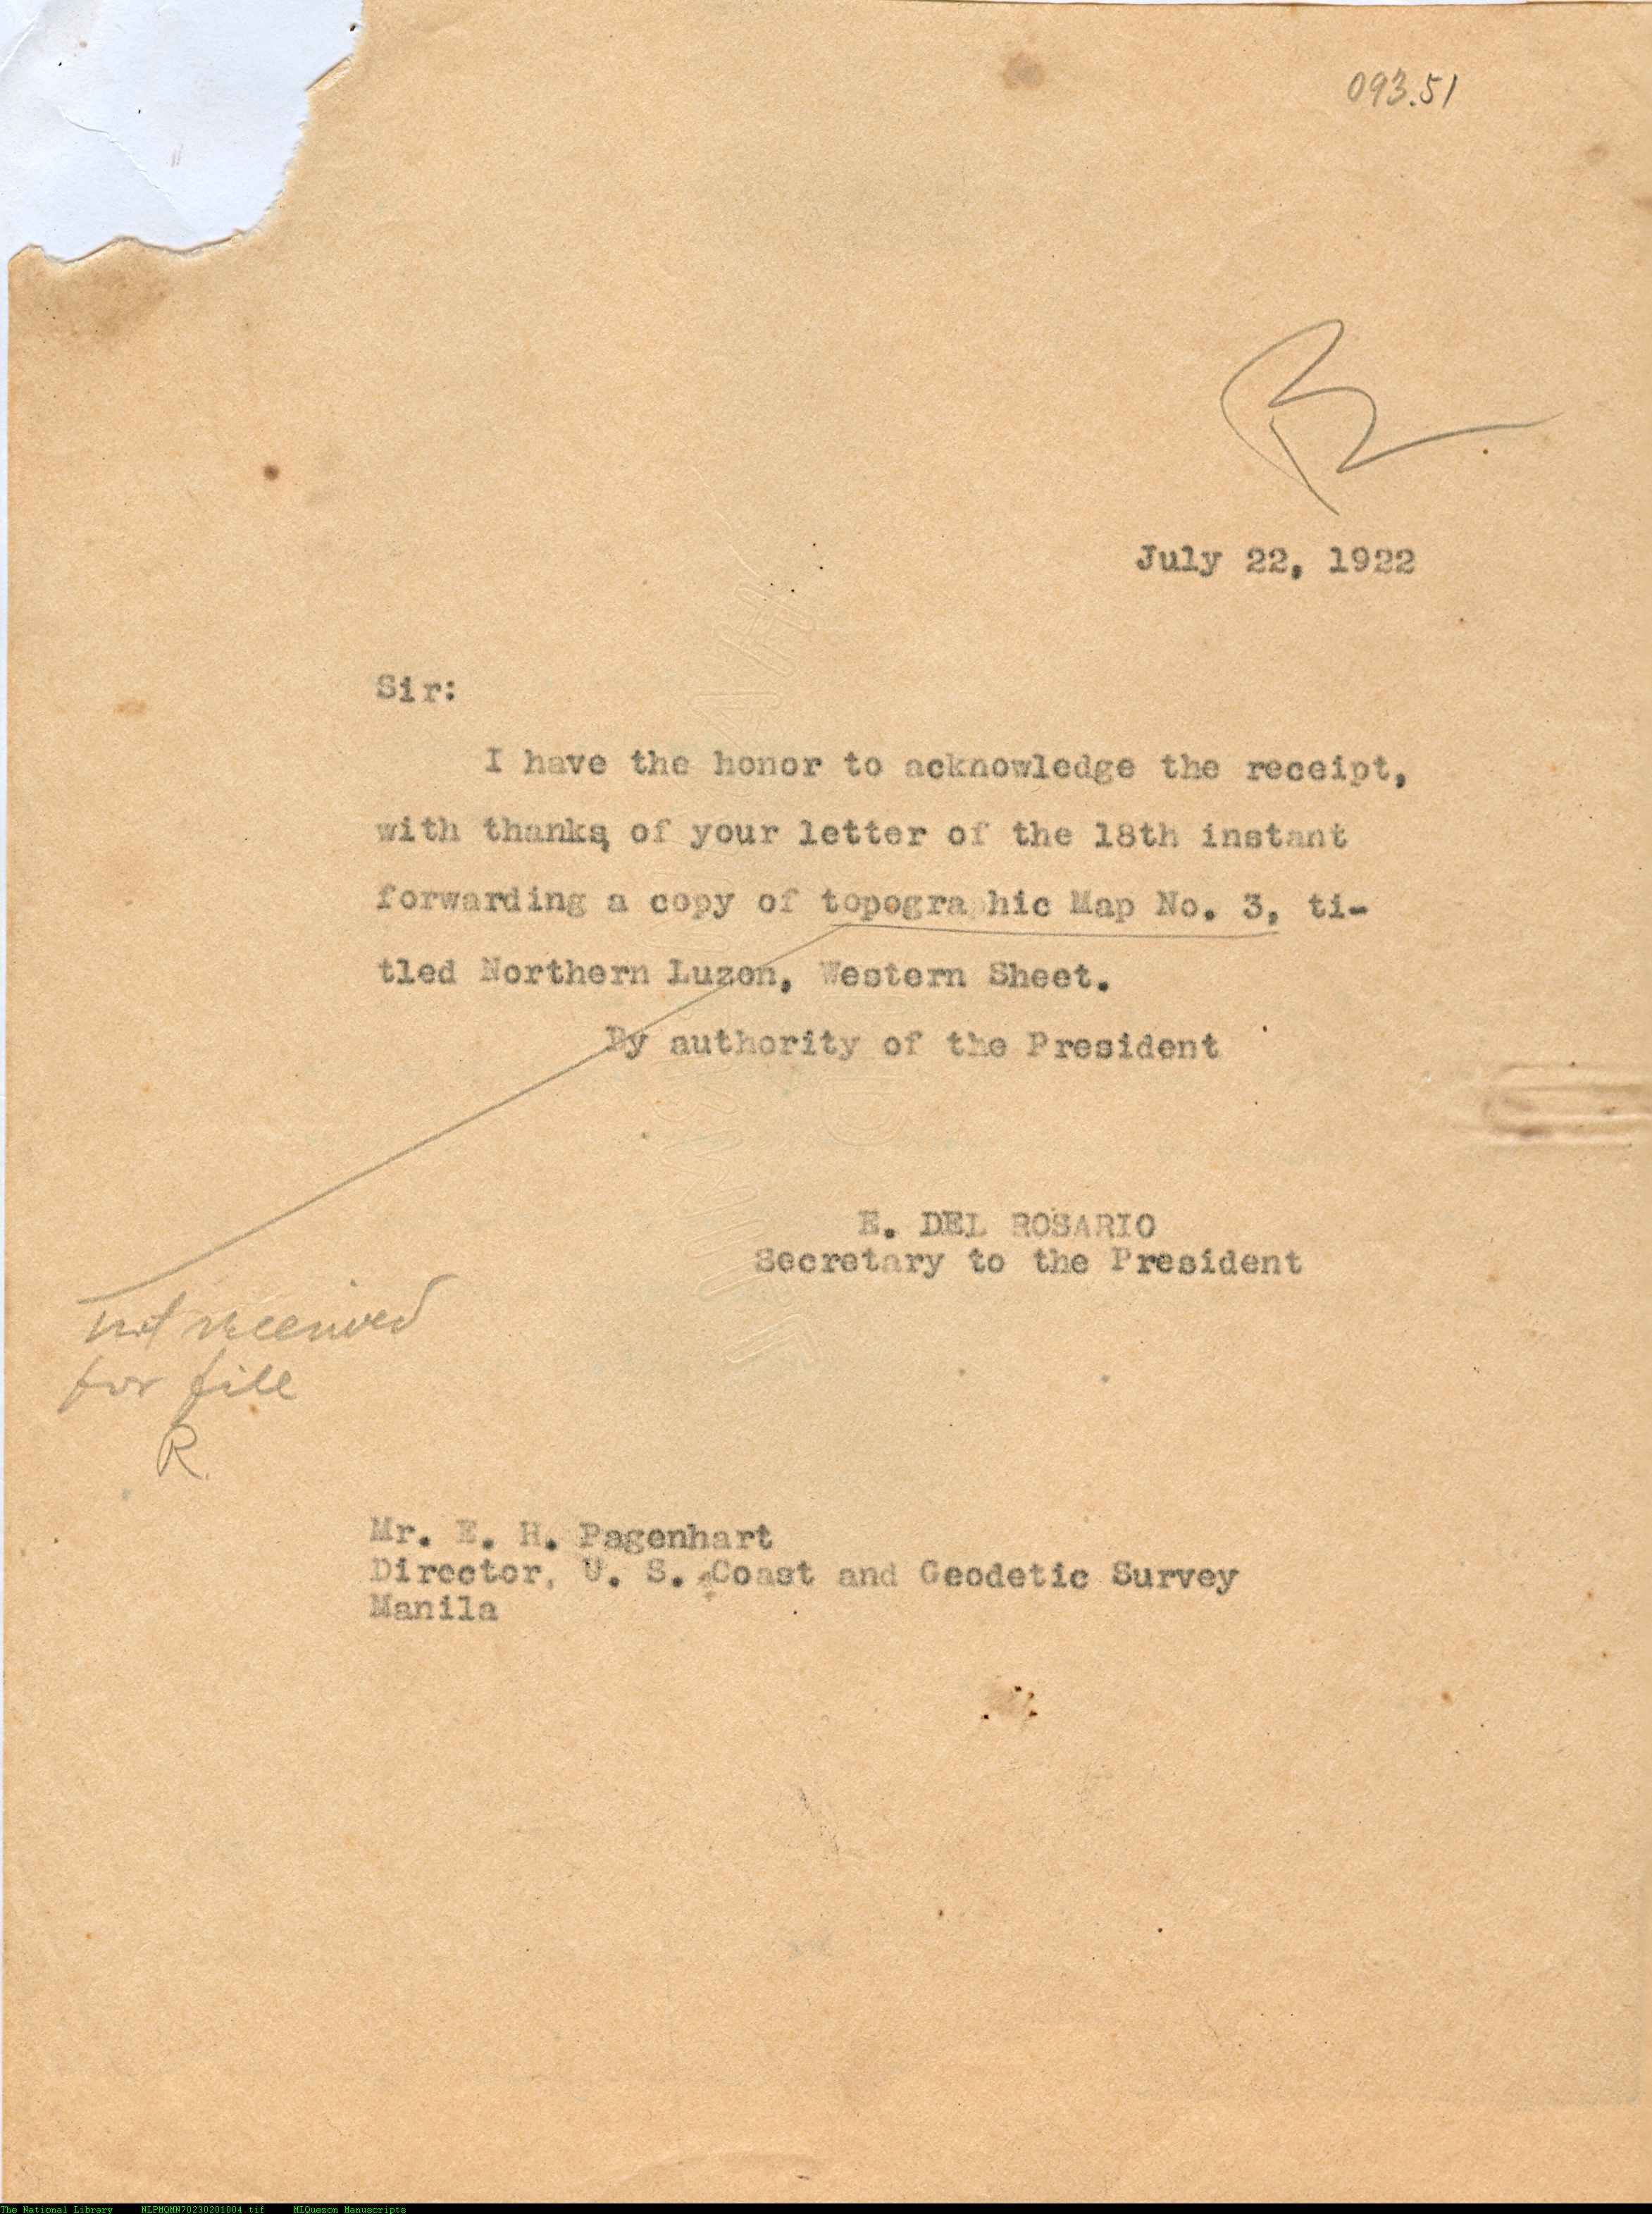 093.51
July 22, 1922
Sir:
I have the honor to acknowledge the receipt,
with thanks, of your letter of the 18th instant
forwarding a copy of topographic Map No. 3, ti-
tled Northern Luzon, Western Sheet.
By authority of the President
E. DEL ROSARIO
Secretary to the President
not received
for file
R.
Mr. E. H. Pagenhart
Director, U. S. Coast and Geodetic Survey
Manila
The National Library NLPMQMN70230201004.tif MLQuezon Manuscripts